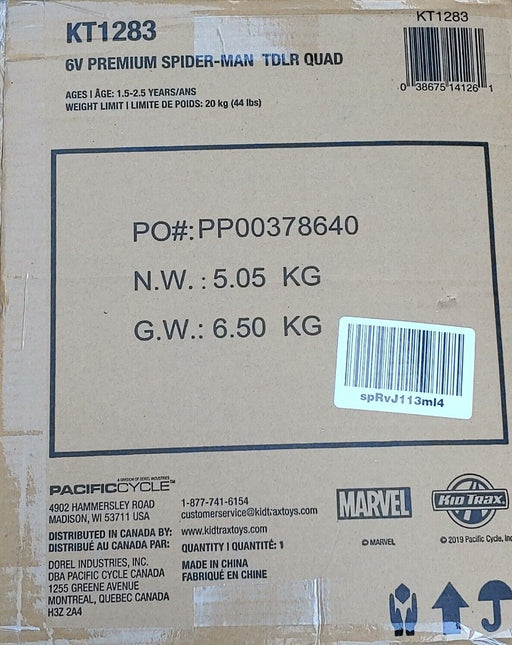 KT1283
6V PREMIUM SPIDER-MAN TDLR QUAD
AGES | ÂGE: 1.5-2.5 YEARS/ANS
WEIGHT LIMIT | LIMITE DE POIDS: 20 kg (44 lbs)
KT1283
0 38675 14126 1
PO#:PP00378640
N.W. : 5.05 KG
G.W.: 6.50 KG
spRvJ113ml4
A DIVISION OF DOREL INDUSTRIES
PACIFICCYCLE™
4902 HAMMERSLEY ROAD
MADISON, WI 53711 USA
DISTRIBUTED IN CANADA BY:
DISTRIBUÉ AU CANADA PAR:
DOREL INDUSTRIES, INC.
DBA PACIFIC CYCLE CANADA
1255 GREENE AVENUE
MONTREAL, QUEBEC CANADA
H3Z 2A4
1-877-741-6154
customerservice@kidtraxtoys.com
www.kidtraxtoys.com
QUANTITY | QUANTITÉ: 1
MADE IN CHINA
FABRIQUÉ EN CHINE
MARVEL
© MARVEL
KID TRAX
© 2019 Pacific Cycle, Inc